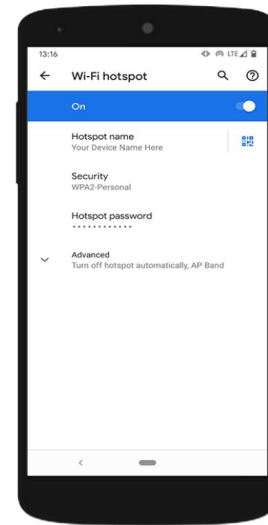 13:16
LTE
Wi-Fi hotspot
On
Hotspot name
Your Device Name Here
Security
WPA2-Personal
Hotspot password
••••••••••••
Advanced
Turn off hotspot automatically, AP Band